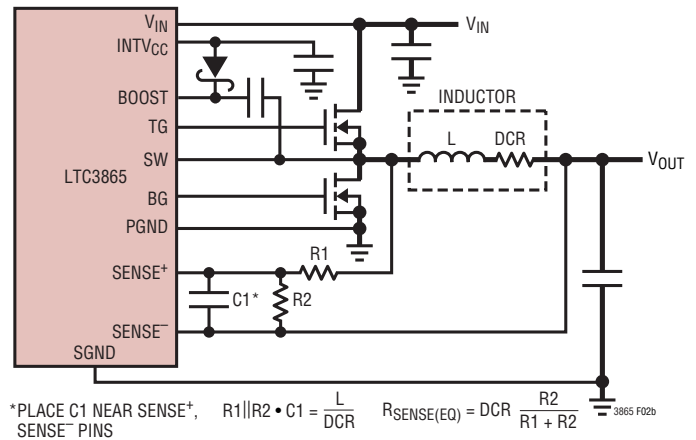 VIN
VIN
INTVCC
INDUCTOR
BOOST
TG
L DCR
SW
VOUT
LTC3865
BG
PGND
R1
SENSE+
C1* R2
SENSE–
SGND
*PLACE C1 NEAR SENSE+,
SENSE– PINS
R1||R2 • C1 = L/DCR
RSENSE(EQ) = DCR R2/(R1 + R2)
3865 F02b